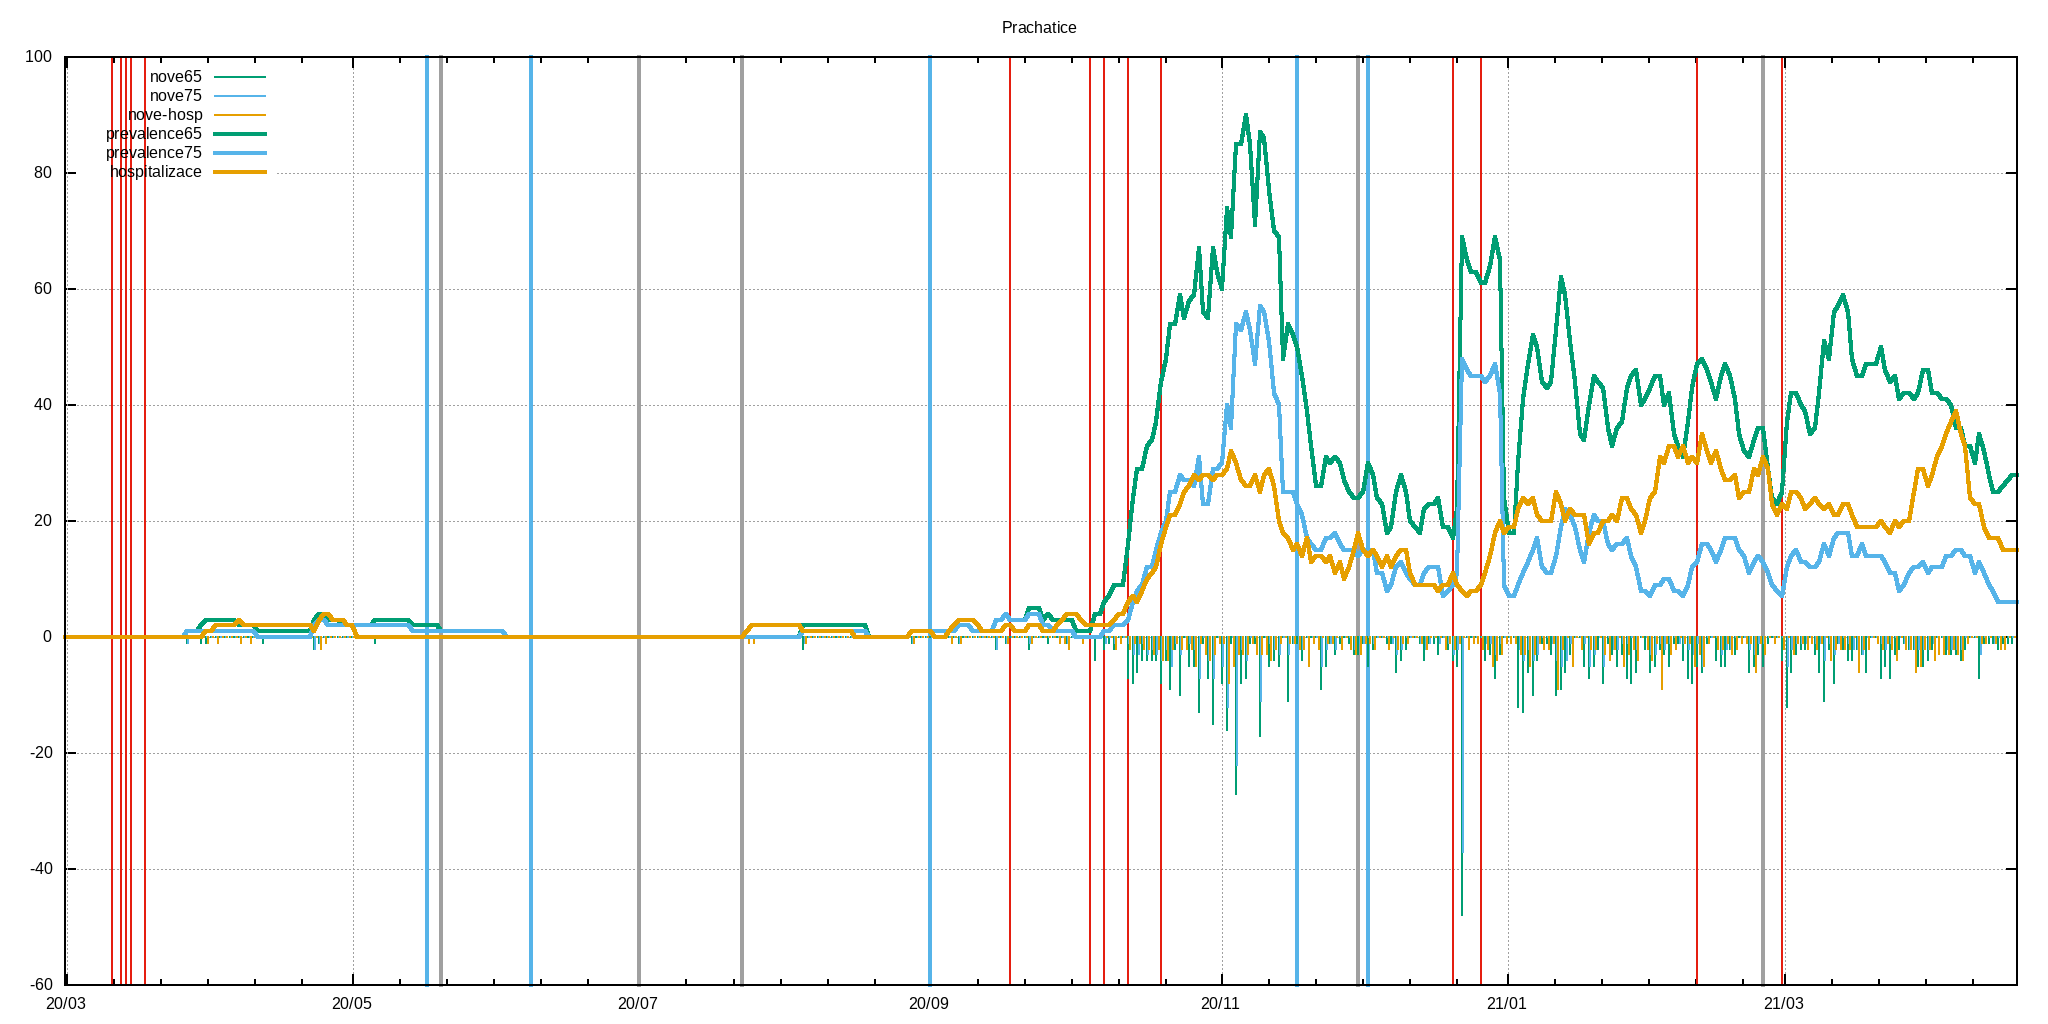 Prachatice
100
80
60
40
20
0
-20
-40
-60
nove65
nove75
nove-hosp
prevalence65
prevalence75
hospitalizace
20/03 20/05 20/07 20/09 20/11 21/01 21/03